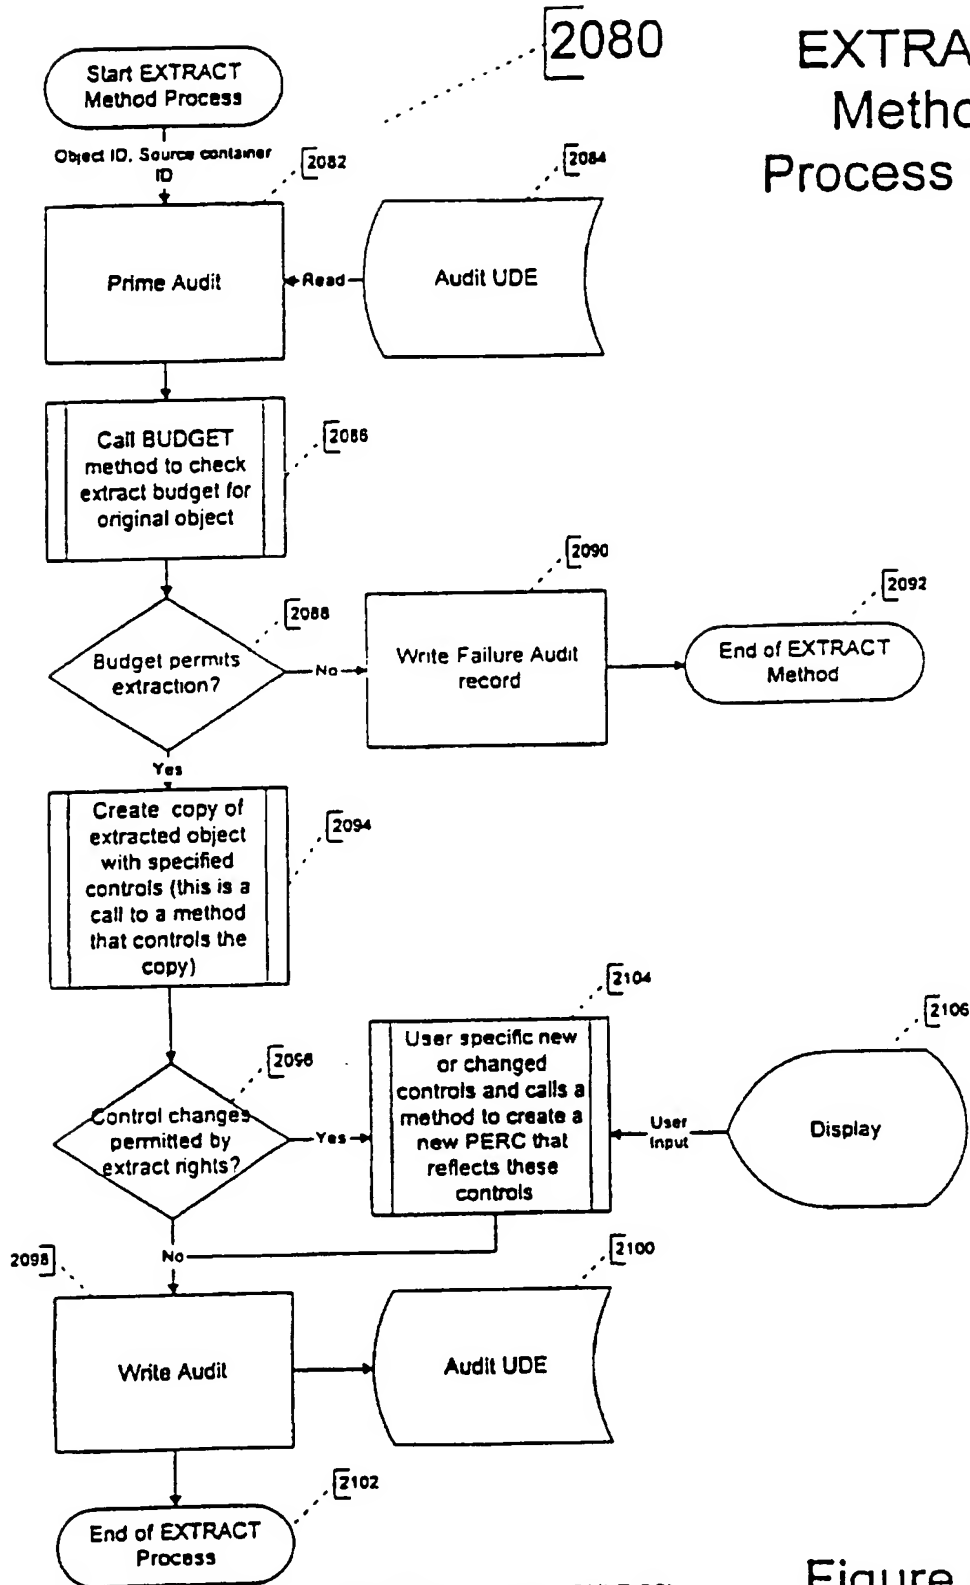 2080
EXTRA
Metho
Process
Start EXTRACT
Method Process
Object ID, Source container
ID
2082
2084
Prime Audit
Read
Audit UDE
Call BUDGET
method to check
extract budget for
original object
2086
2088
Budget permits
extraction?
No
2090
Write Failure Audit
record
2092
End of EXTRACT
Method
Yes
Create copy of
extracted object
with specified
controls (this is a
call to a method
that controls the
copy)
2094
2096
Control changes
permitted by
extract rights?
Yes
2104
User specific new
or changed
controls and calls a
method to create a
new PERC that
reflects these
controls
User
Input
2106
Display
No
2098
2100
Write Audit
Audit UDE
2102
End of EXTRACT
Process
Figure